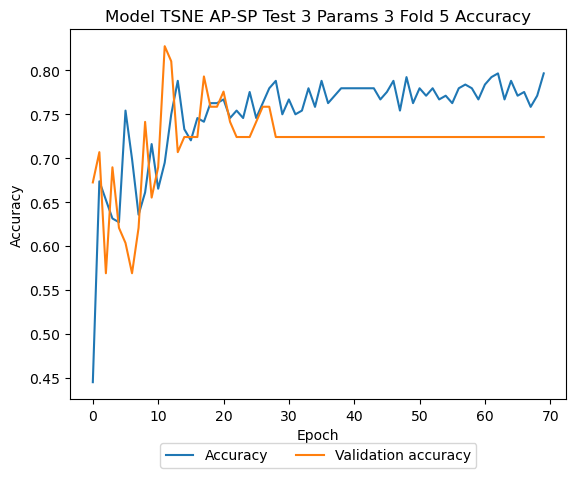 Model TSNE AP-SP Test 3 Params 3 Fold 5 Accuracy
Accuracy
0.80
0.75
0.70
0.65
0.60
0.55
0.50
0.45
0 10 20 30 40 50 60 70
Epoch
Accuracy Validation accuracy